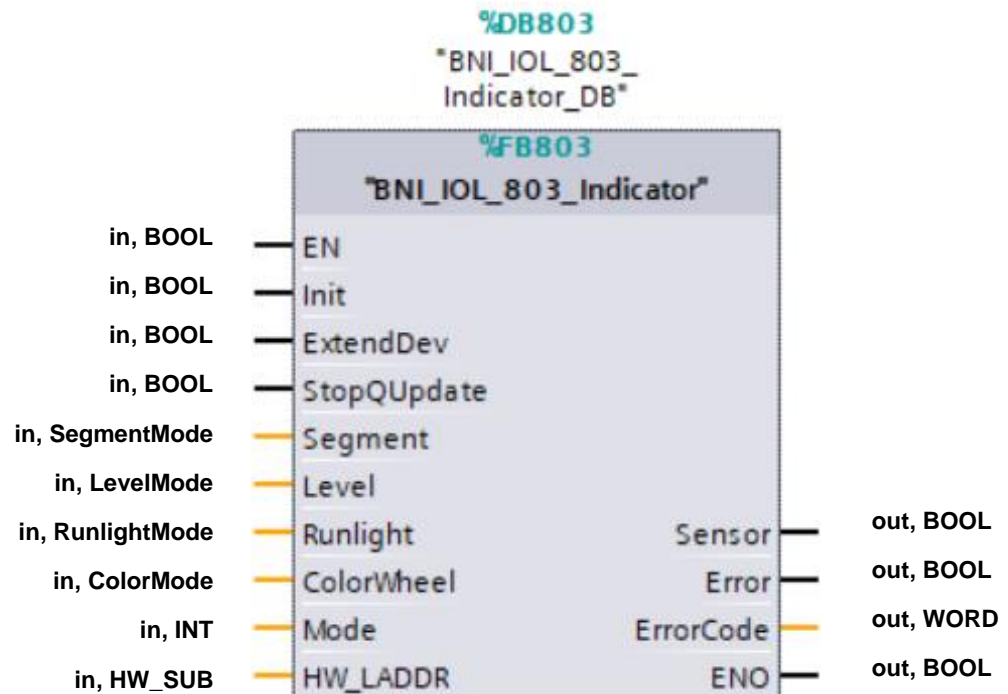 %DB803
"BNI_IOL_803_
Indicator_DB"
%FB803
"BNI_IOL_803_Indicator"
in, BOOL EN
in, BOOL Init
in, BOOL ExtendDev
in, BOOL StopQUpdate
in, SegmentMode Segment
in, LevelMode Level
in, RunlightMode Runlight Sensor out, BOOL
in, ColorMode ColorWheel Error out, BOOL
in, INT Mode ErrorCode out, WORD
in, HW_SUB HW_LADDR ENO out, BOOL